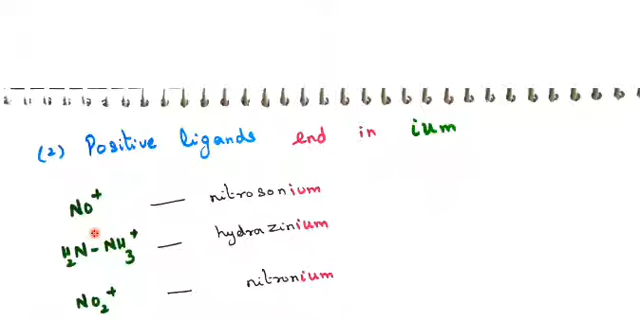 (2) Positive ligands end in ium
NO⁺ — nitrosonium
H₂N-NH₃⁺ — hydrazinium
NO₂⁺ — nitronium